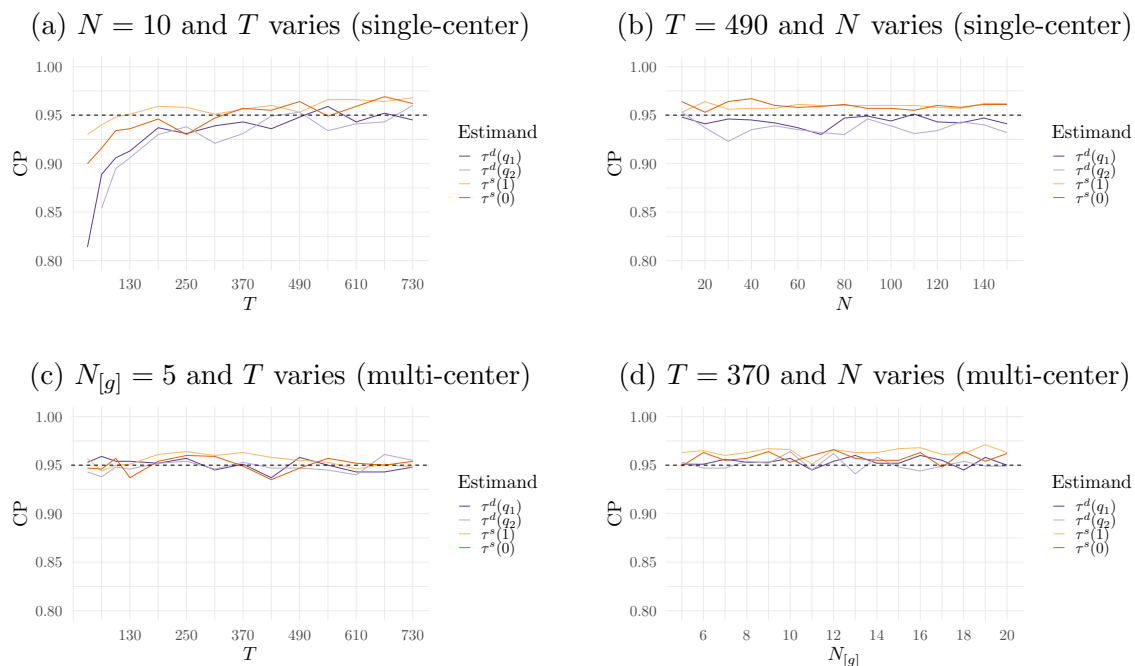 (a) N = 10 and T varies (single-center)
1.00
0.95
0.90
0.85
0.80
CP
130 250 370 490 610 730
T
Estimand
τ^d(q_1)
τ^d(q_2)
τ^s(1)
τ^s(0)
(b) T = 490 and N varies (single-center)
1.00
0.95
0.90
0.85
0.80
CP
20 40 60 80 100 120 140
N
Estimand
τ^d(q_1)
τ^d(q_2)
τ^s(1)
τ^s(0)
(c) N_[g] = 5 and T varies (multi-center)
1.00
0.95
0.90
0.85
0.80
CP
130 250 370 490 610 730
T
Estimand
τ^d(q_1)
τ^d(q_2)
τ^s(1)
τ^s(0)
(d) T = 370 and N varies (multi-center)
1.00
0.95
0.90
0.85
0.80
CP
6 8 10 12 14 16 18 20
N_[g]
Estimand
τ^d(q_1)
τ^d(q_2)
τ^s(1)
τ^s(0)